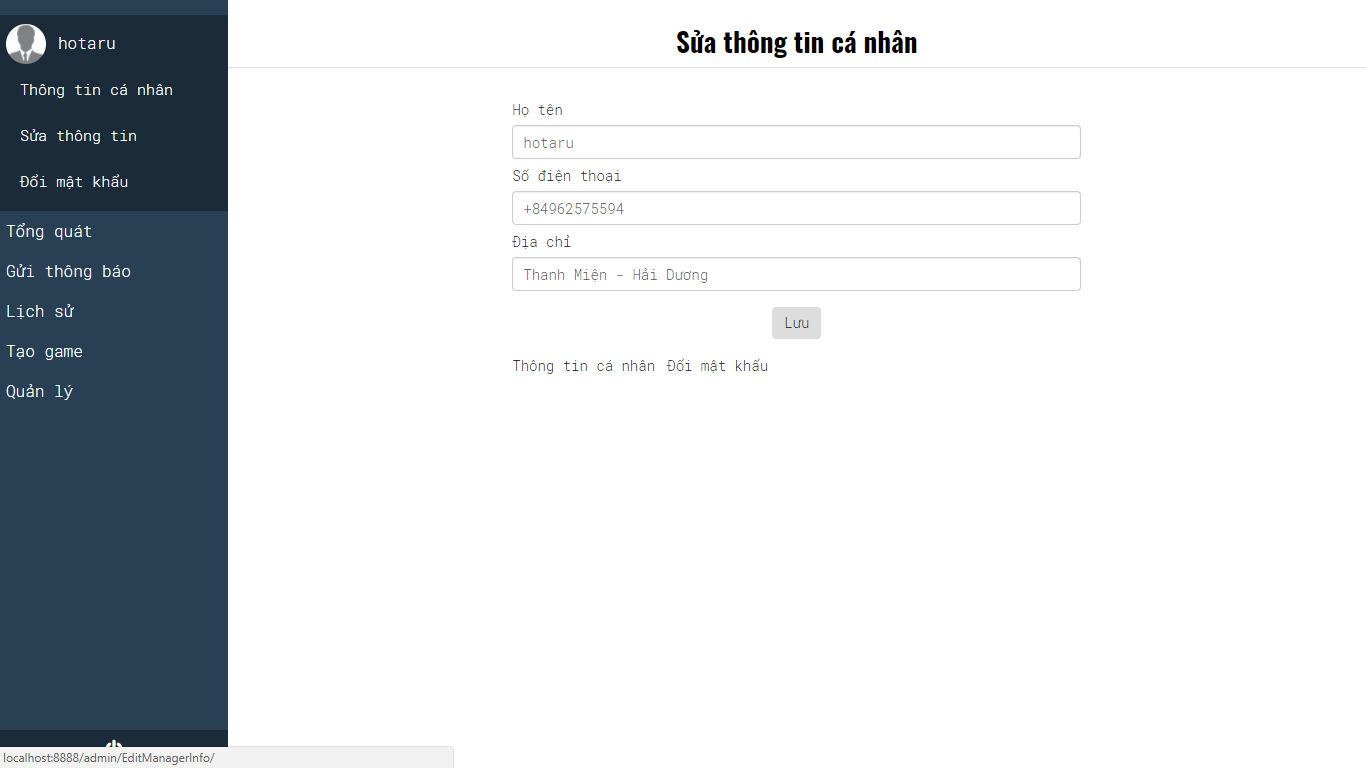 hotaru
Thông tin cá nhân
Sửa thông tin
Đổi mật khẩu
Tổng quát
Gửi thông báo
Lịch sử
Tạo game
Quản lý
Sửa thông tin cá nhân
Họ tên
hotaru
Số điện thoại
+84962575594
Địa chỉ
Thanh Miện - Hải Dương
Lưu
Thông tin cá nhân Đổi mật khẩu
localhost:8888/admin/EditManagerInfo/